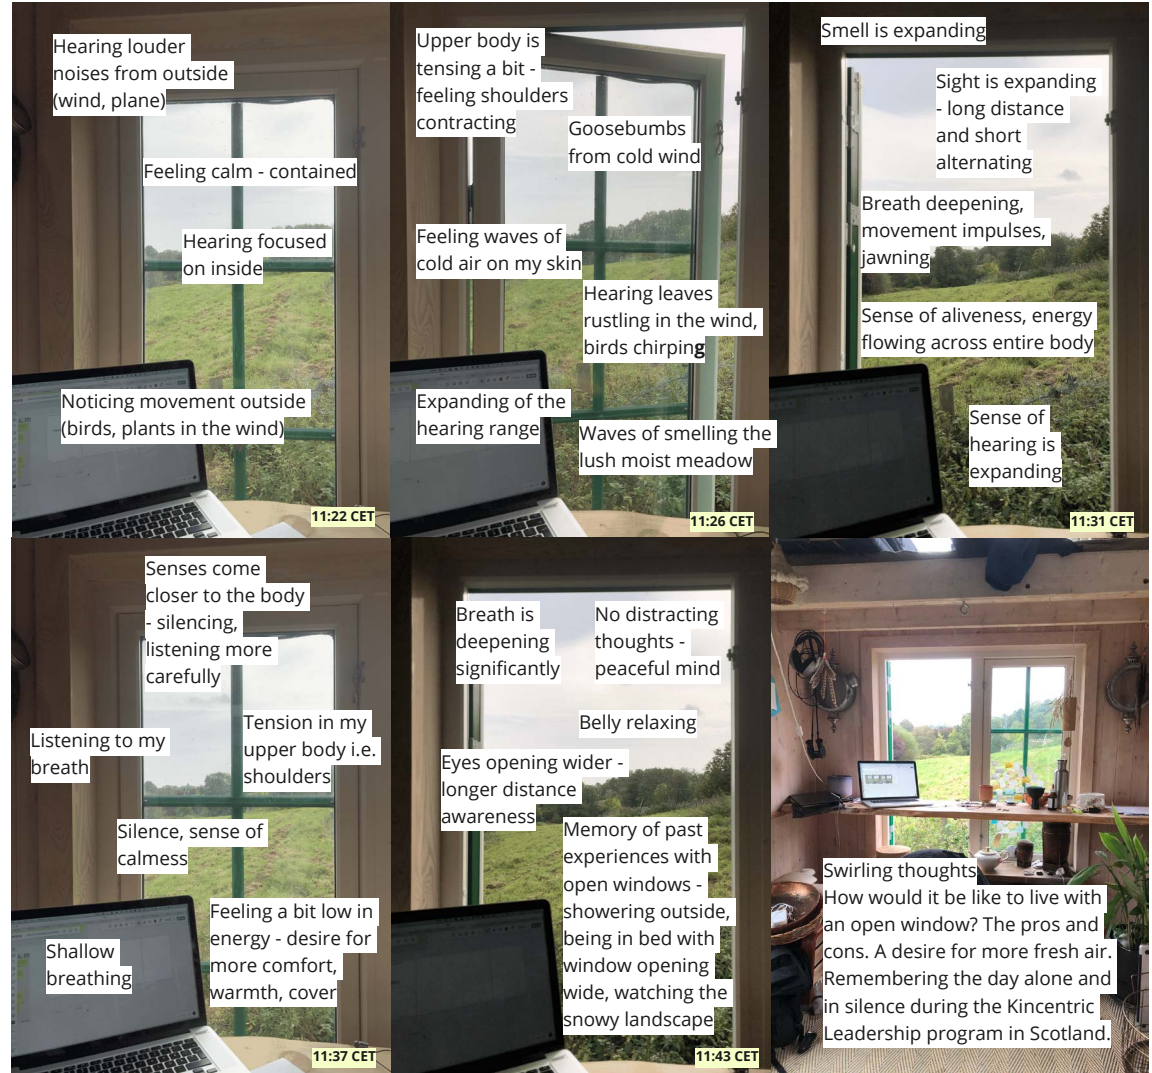 Hearing louder
noises from outside
(wind, plane)
Feeling calm - contained
Hearing focused
on inside
Noticing movement outside
(birds, plants in the wind)
11:22 CET
Upper body is
tensing a bit -
feeling shoulders
contracting
Goosebumbs
from cold wind
Feeling waves of
cold air on my skin
Hearing leaves
rustling in the wind,
birds chirping
Expanding of the
hearing range
Waves of smelling the
lush moist meadow
11:26 CET
Smell is expanding
Sight is expanding
- long distance
and short
alternating
Breath deepening,
movement impulses,
jawning
Sense of aliveness, energy
flowing across entire body
Sense of
hearing is
expanding
11:31 CET
Senses come
closer to the body
- silencing,
listening more
carefully
Listening to my
breath
Tension in my
upper body i.e.
shoulders
Silence, sense of
calmess
Shallow
breathing
Feeling a bit low in
energy - desire for
more comfort,
warmth, cover
11:37 CET
Breath is
deepening
significantly
No distracting
thoughts -
peaceful mind
Belly relaxing
Eyes opening wider -
longer distance
awareness
Memory of past
experiences with
open windows -
showering outside,
being in bed with
window opening
wide, watching the
snowy landscape
11:43 CET
Swirling thoughts
How would it be like to live with
an open window? The pros and
cons. A desire for more fresh air.
Remembering the day alone and
in silence during the Kincentric
Leadership program in Scotland.